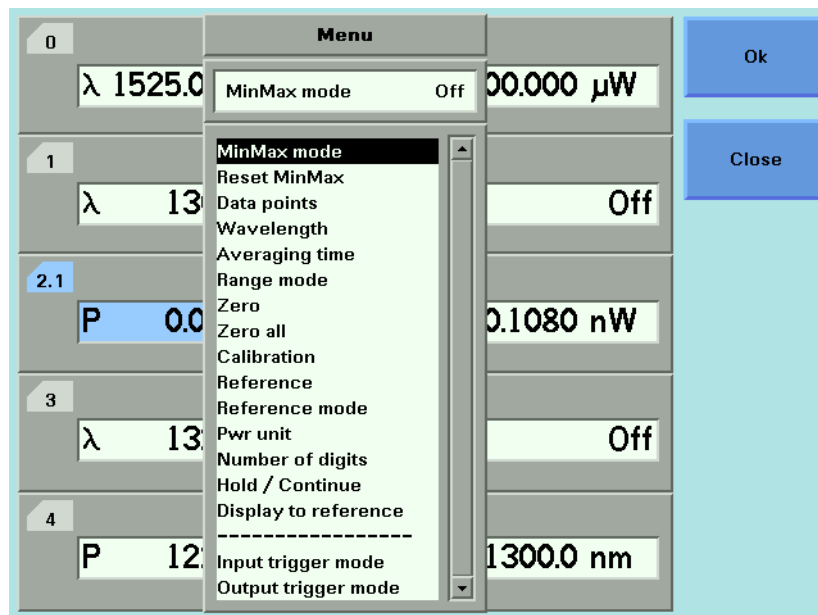 0
λ 1525.0
00.000 µW
1
λ 130
Off
2.1
P 0.0
0.1080 nW
3
λ 13
Off
4
P 12
1300.0 nm
Menu
MinMax mode Off
MinMax mode
Reset MinMax
Data points
Wavelength
Averaging time
Range mode
Zero
Zero all
Calibration
Reference
Reference mode
Pwr unit
Number of digits
Hold / Continue
Display to reference
-----------------
Input trigger mode
Output trigger mode
Ok
Close